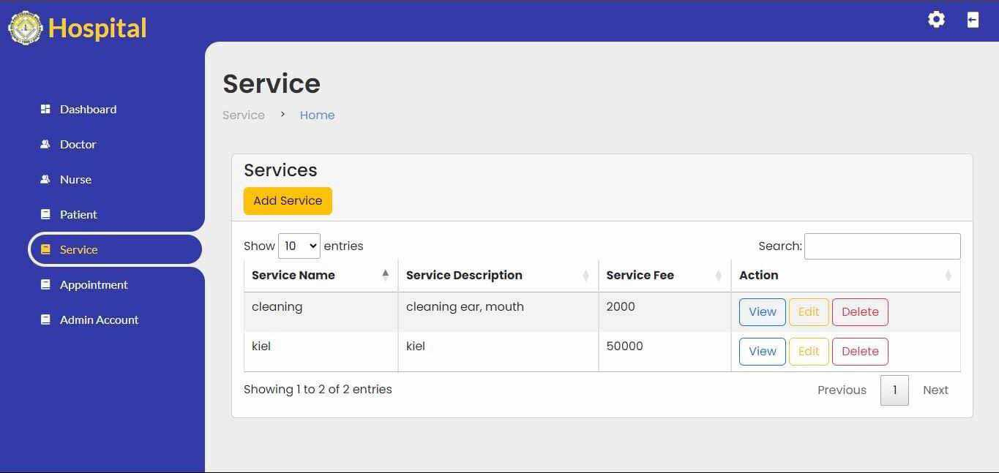 Hospital
Dashboard
Doctor
Nurse
Patient
Service
Appointment
Admin Account
Service
Service > Home
Services
Add Service
Show 10 entries
Search:
Service Name Service Description Service Fee Action
cleaning cleaning ear, mouth 2000 View Edit Delete
kiel kiel 50000 View Edit Delete
Showing 1 to 2 of 2 entries
Previous 1 Next